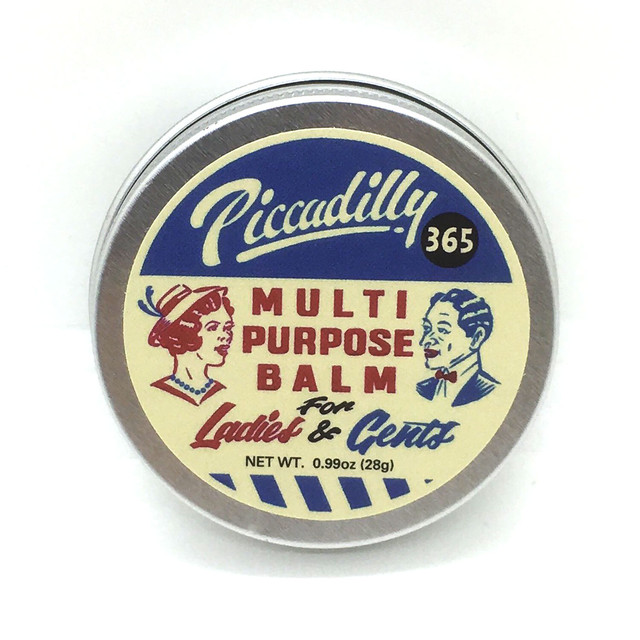 Piccadilly
365
MULTI
PURPOSE
BALM
For
Ladies & Gents
NET WT. 0.99oz (28g)